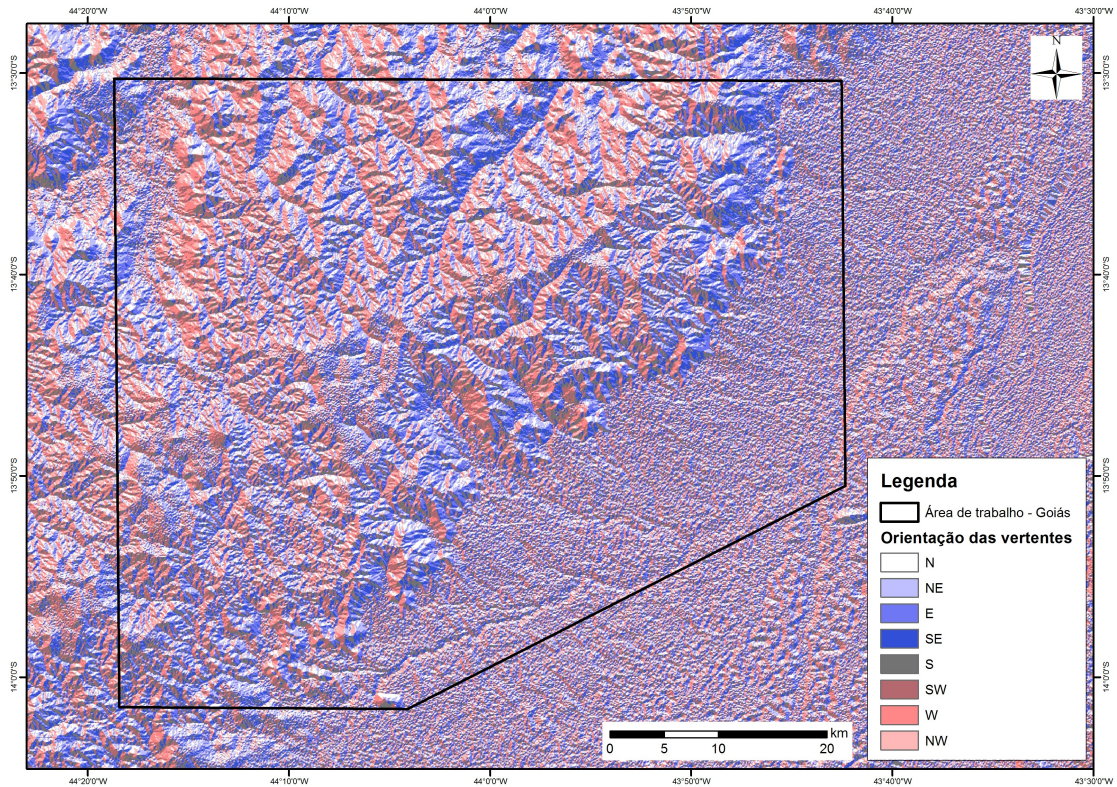 44°20'0"W 44°10'0"W 44°0'0"W 43°50'0"W 43°40'0"W 43°30'0"W
13°30'0"S 13°30'0"S
N
13°40'0"S 13°40'0"S
13°50'0"S 13°50'0"S
14°0'0"S 14°0'0"S
Legenda
Área de trabalho - Goiás
Orientação das vertentes
N
NE
E
SE
S
SW
W
NW
km
0 5 10 20
44°20'0"W 44°10'0"W 44°0'0"W 43°50'0"W 43°40'0"W 43°30'0"W